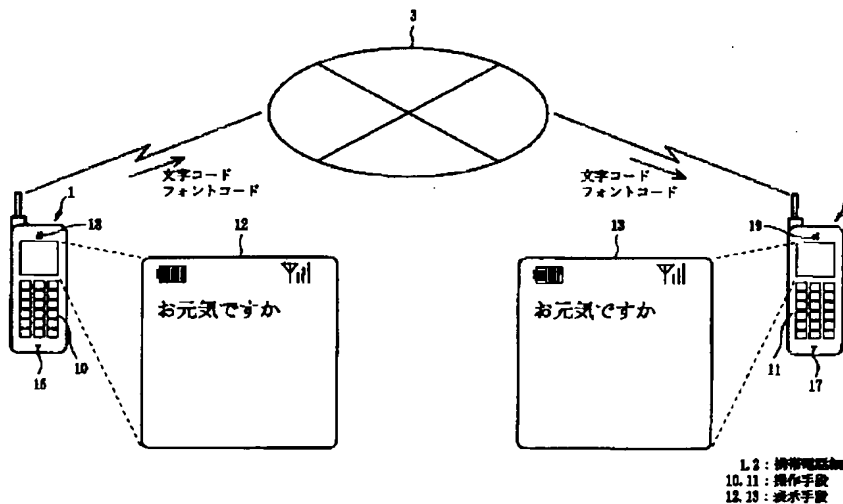 3
文字コード
フォントコード
文字コード
フォントコード
1
18
12
13
19
お元気ですか
お元気ですか
10
11
17
1,2:携帯電話
10,11:操作手段
12,13:表示手段